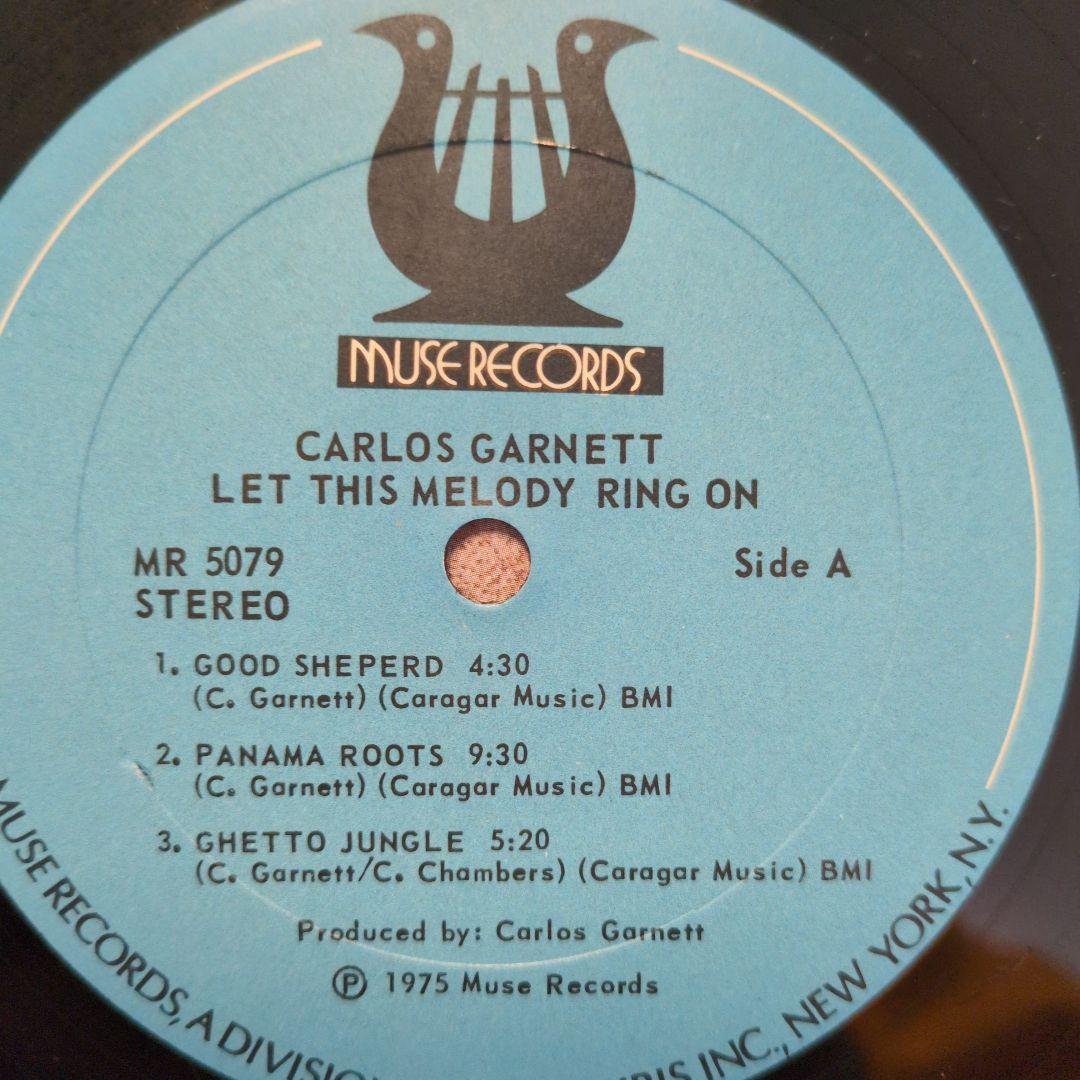 MUSE RECORDS
CARLOS GARNETT
LET THIS MELODY RING ON
MR 5079
Side A
STEREO
1. GOOD SHEPERD 4:30
(C. Garnett) (Caragar Music) BMI
2. PANAMA ROOTS 9:30
(C. Garnett) (Caragar Music) BMI
3. GHETTO JUNGLE 5:20
(C. Garnett/C. Chambers) (Caragar Music) BMI
Produced by: Carlos Garnett
Ⓟ 1975 Muse Records
MUSE RECORDS, A INC., NEW YORK, N.Y.